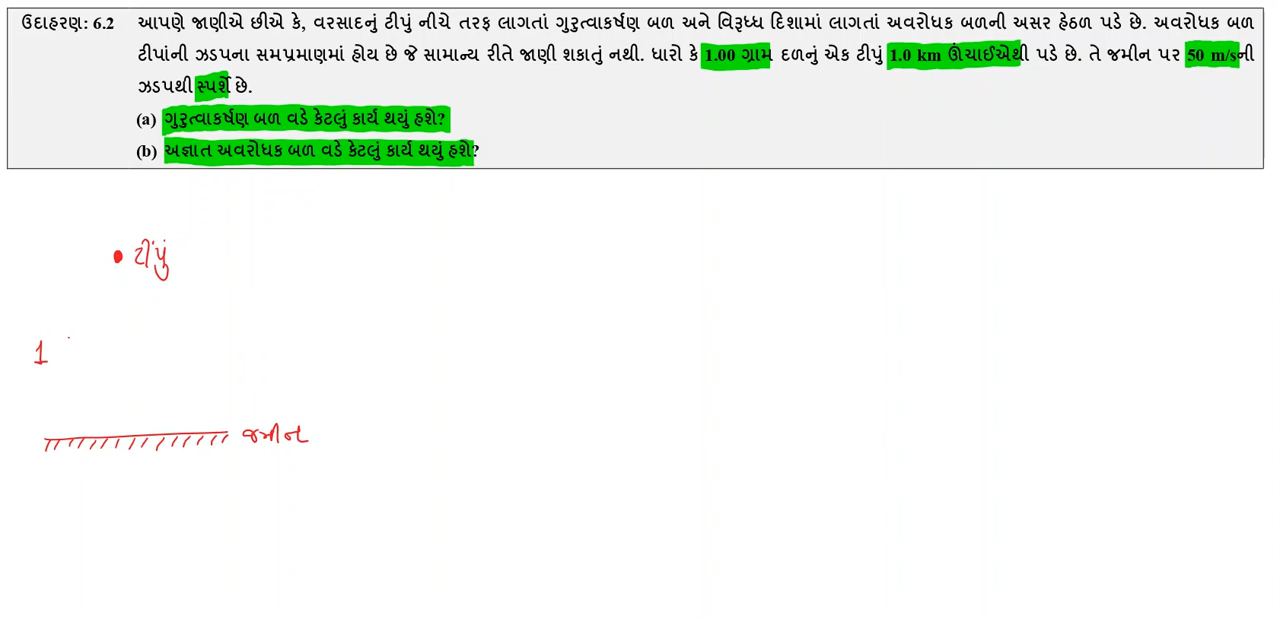 ઉદાહરણ: 6.2 આપણે જાણીએ છીએ કે, વરસાદનું ટીપું નીચે તરફ લાગતાં ગુરુત્વાકર્ષણ બળ અને વિરૂધ્ધ દિશામાં લાગતાં અવરોધક બળની અસર હેઠળ પડે છે. અવરોધક બળ
ટીપાંની ઝડપના સમપ્રમાણમાં હોય છે જે સામાન્ય રીતે જાણી શકાતું નથી. ધારો કે 1.00 ગ્રામ દળનું એક ટીપું 1.0 km ઊંચાઈએથી પડે છે. તે જમીન પર 50 m/sની
ઝડપથી સ્પર્શે છે.
(a) ગુરુત્વાકર્ષણ બળ વડે કેટલું કાર્ય થયું હશે?
(b) અજ્ઞાત અવરોધક બળ વડે કેટલું કાર્ય થયું હશે?
ટીંપું
1
જમીન